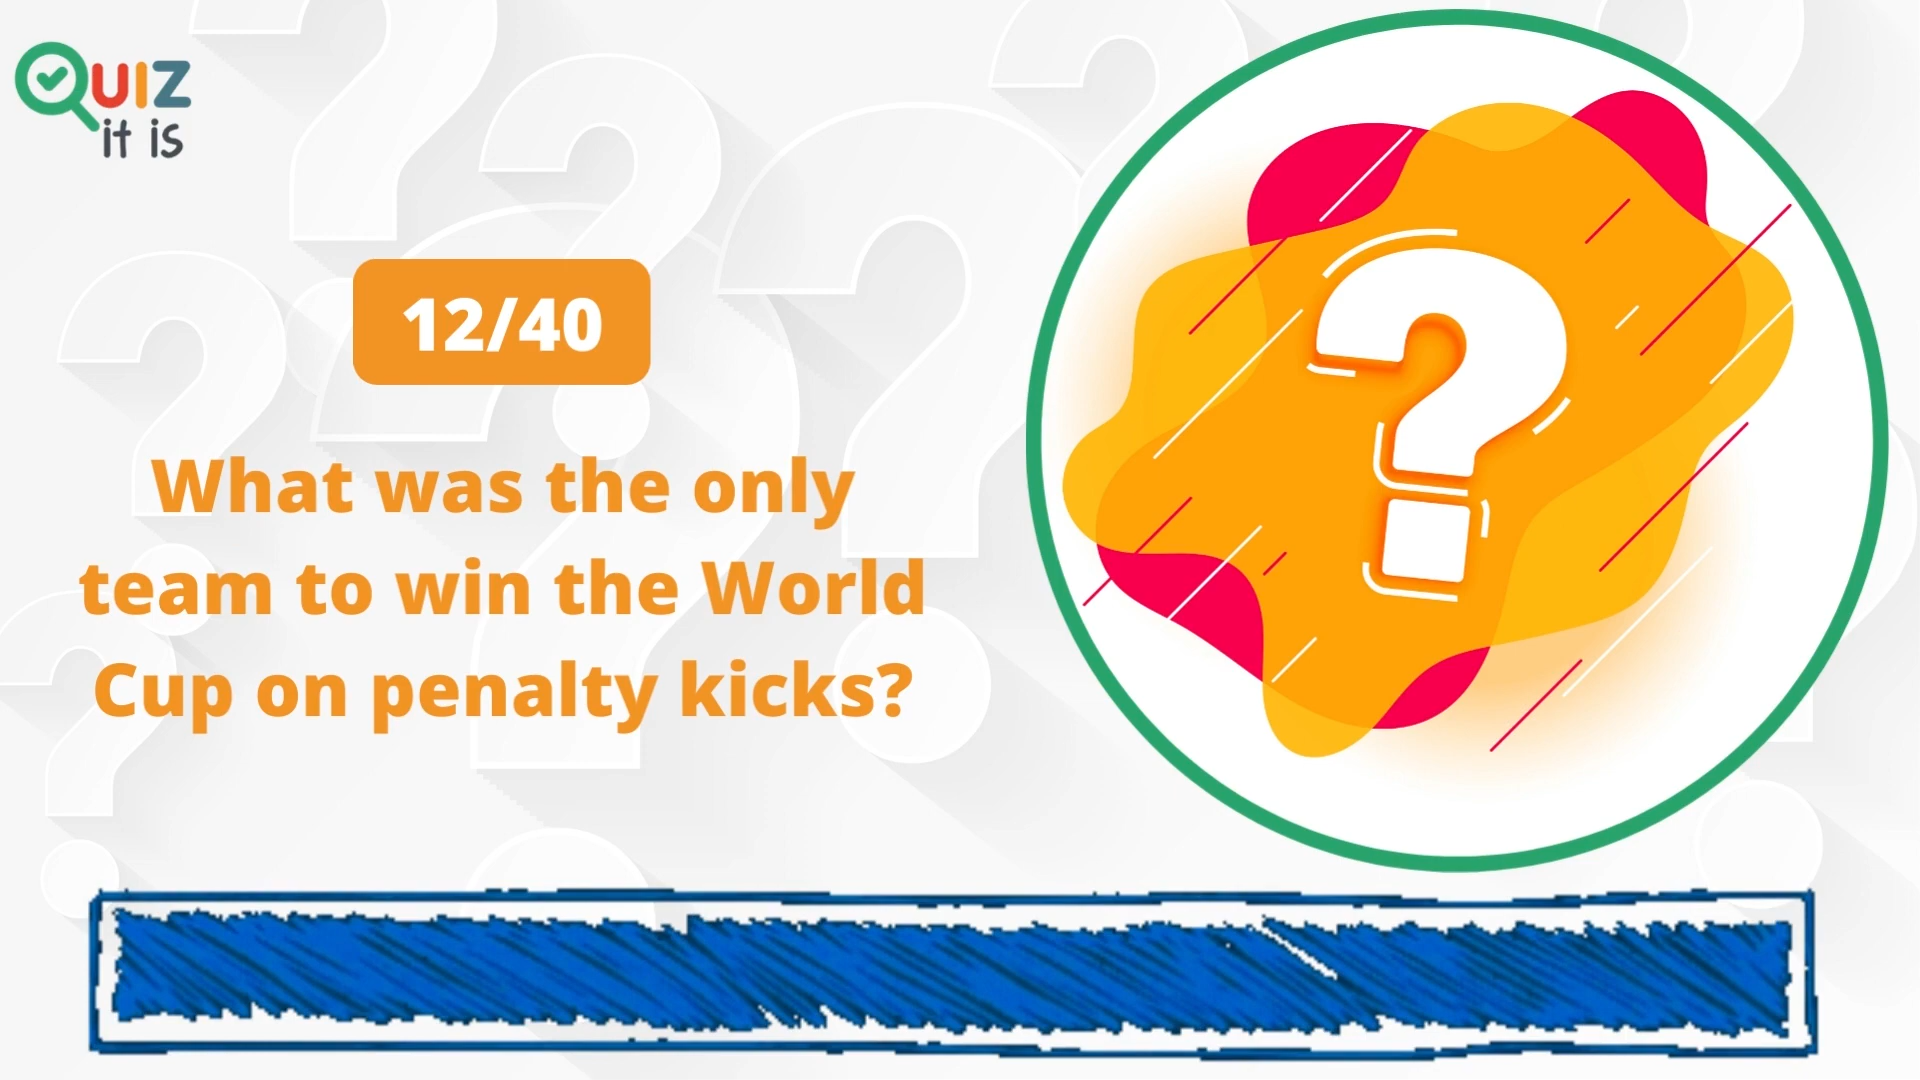 QUIZ
it is
12/40
What was the only
team to win the World
Cup on penalty kicks?